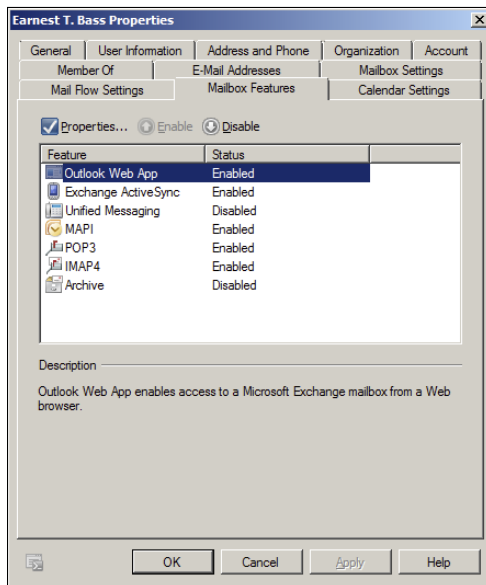 Earnest T. Bass Properties
General User Information Address and Phone Organization Account
Member Of E-Mail Addresses Mailbox Settings
Mail Flow Settings Mailbox Features Calendar Settings
Properties... Enable Disable
Feature Status
Outlook Web App Enabled
Exchange ActiveSync Enabled
Unified Messaging Disabled
MAPI Enabled
POP3 Enabled
IMAP4 Enabled
Archive Disabled
Description
Outlook Web App enables access to a Microsoft Exchange mailbox from a Web
browser.
OK Cancel Apply Help